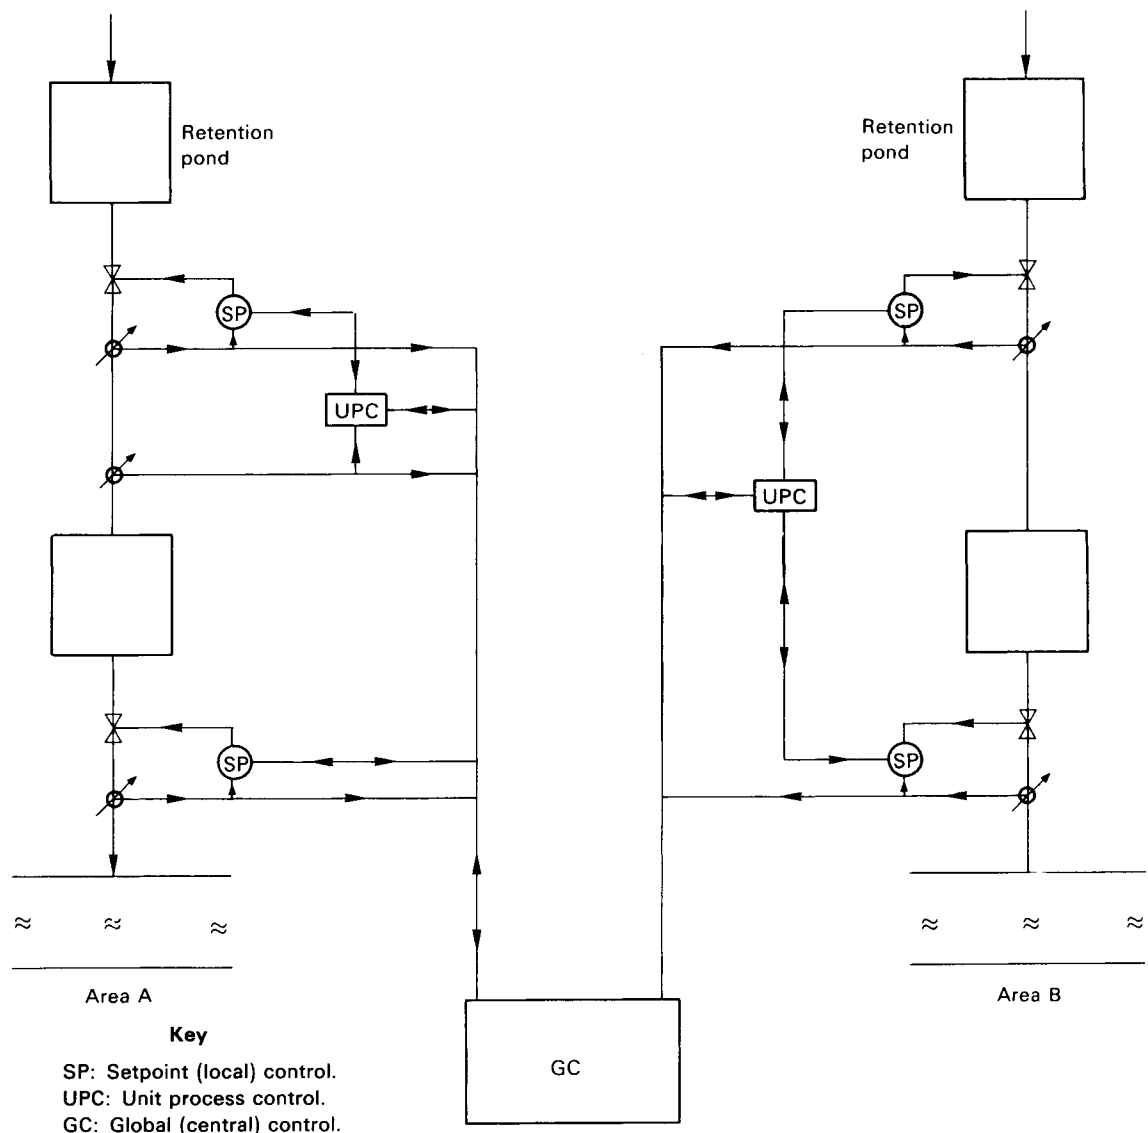 Retention
pond
Retention
pond
SP
SP
UPC
UPC
SP
SP
Area A
Area B
Key
GC
SP: Setpoint (local) control.
UPC: Unit process control.
GC: Global (central) control.